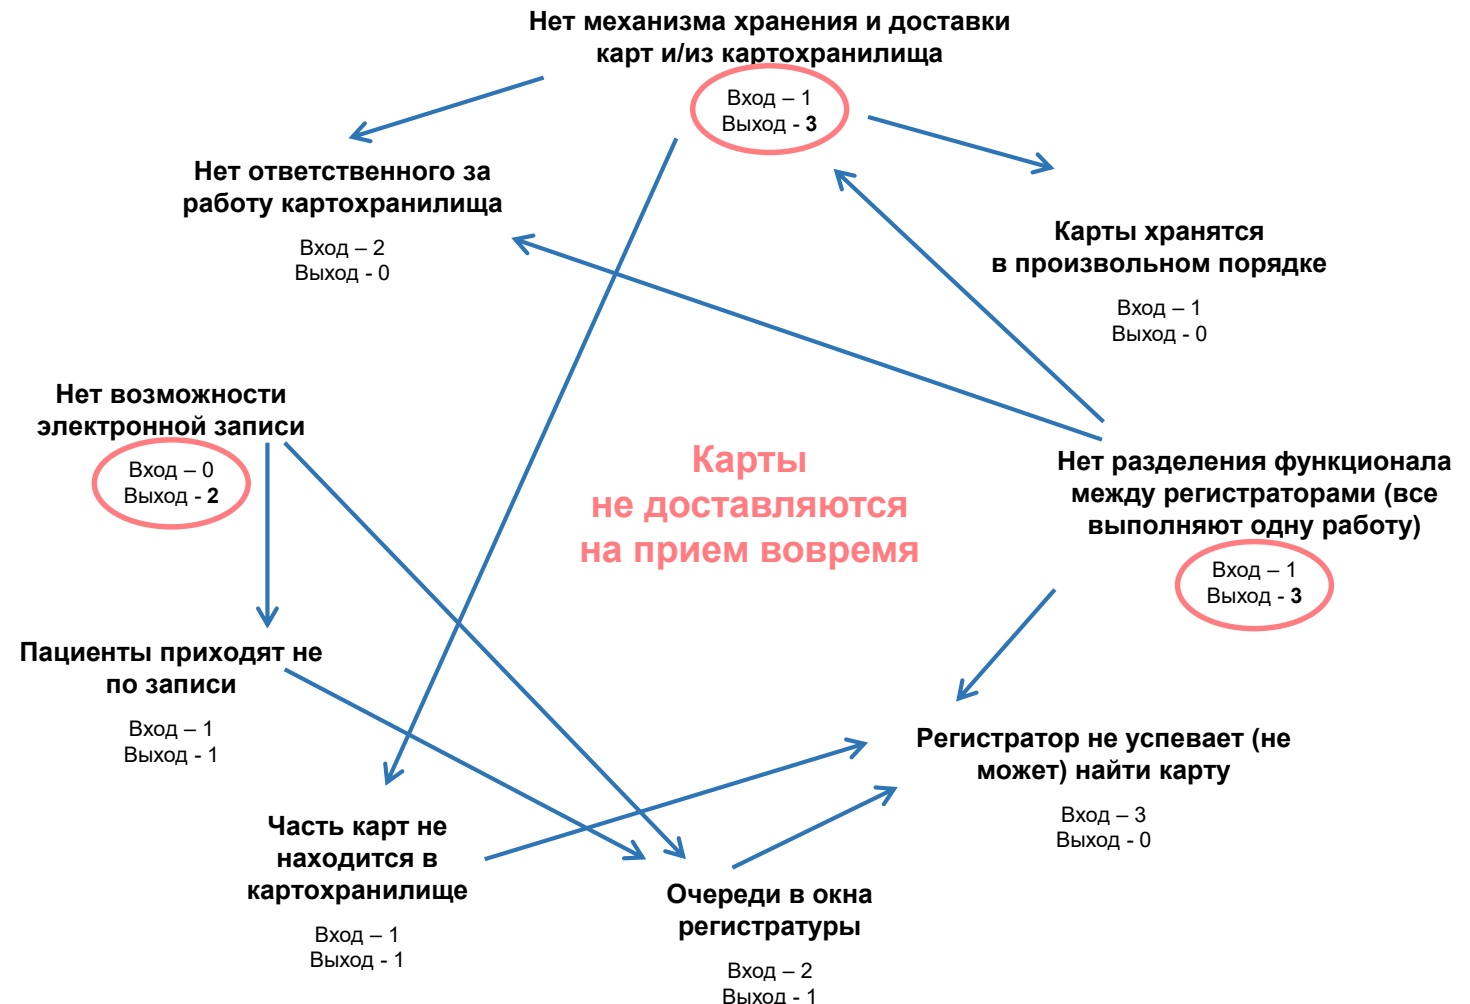 Нет механизма хранения и доставки
карт и/из картохранилища
Вход – 1
Выход - 3
Нет ответственного за
работу картохранилища
Вход – 2
Выход - 0
Карты хранятся
в произвольном порядке
Вход – 1
Выход - 0
Нет возможности
электронной записи
Вход – 0
Выход - 2
Карты
не доставляются
на прием вовремя
Нет разделения функционала
между регистраторами (все
выполняют одну работу)
Вход – 1
Выход - 3
Пациенты приходят не
по записи
Вход – 1
Выход - 1
Регистратор не успевает (не
может) найти карту
Вход – 3
Выход - 0
Часть карт не
находится в
картохранилище
Вход – 1
Выход - 1
Очереди в окна
регистратуры
Вход – 2
Выход - 1